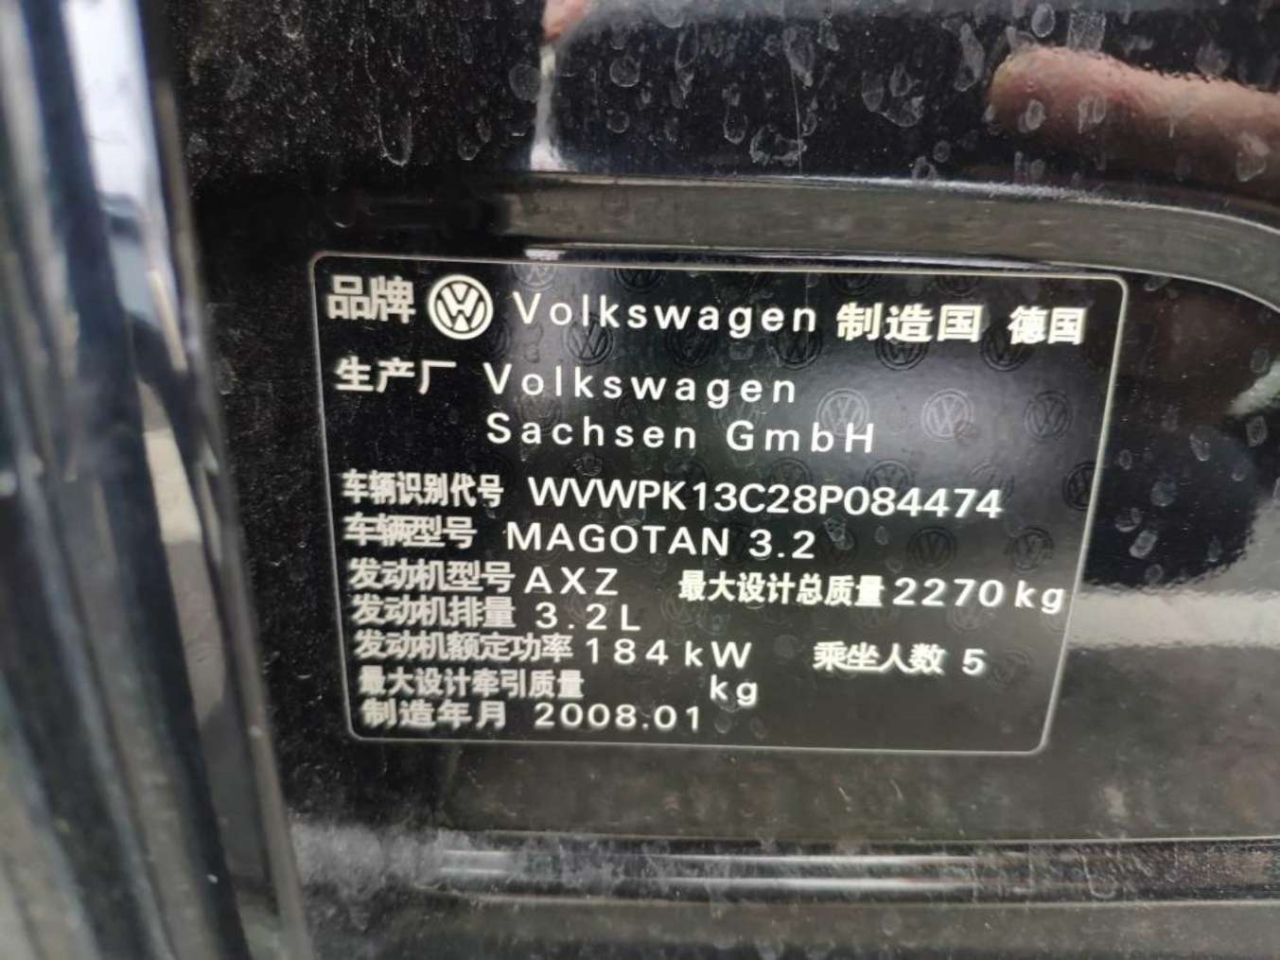 品牌 Volkswagen 制造国 德国
生产厂 Volkswagen
Sachsen GmbH
车辆识别代号 WVWPK13C28P084474
车辆型号 MAGOTAN 3.2
发动机型号 AXZ 最大设计总质量 2270kg
发动机排量 3.2L
发动机额定功率 184kW 乘坐人数 5
最大设计牵引质量 kg
制造年月 2008.01